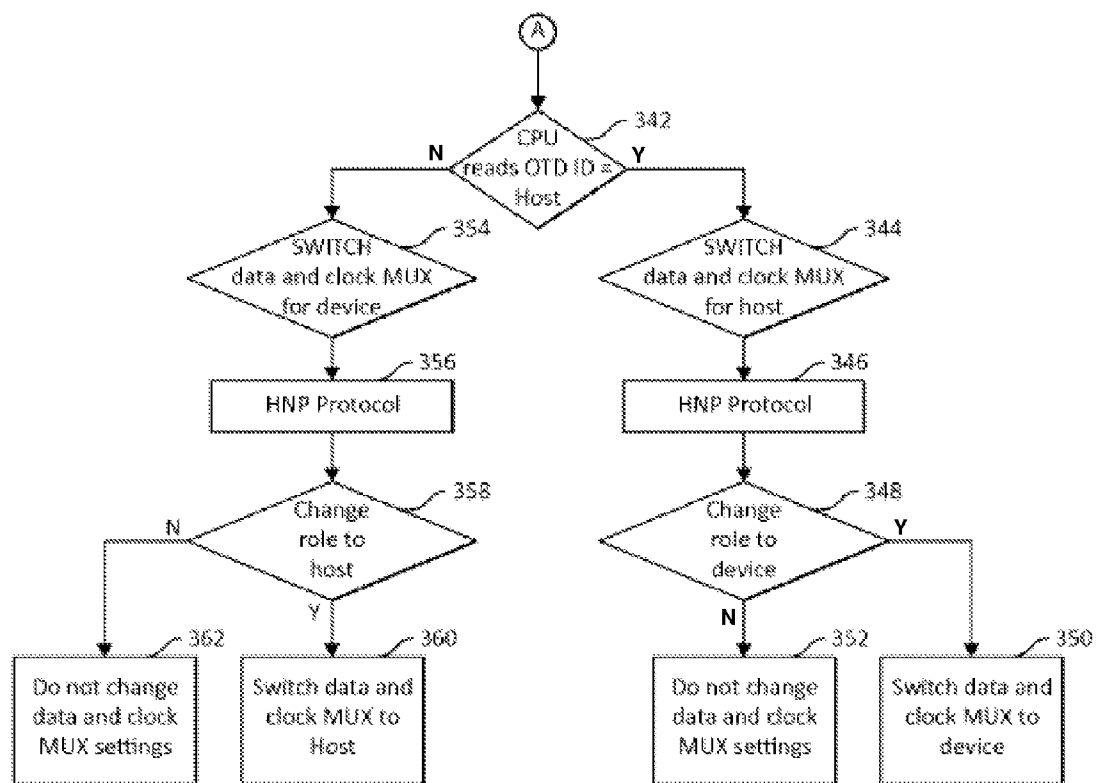 A
342
N
CPU
reads OTD ID =
Host
Y
354
SWITCH
data and clock MUX
for device
344
SWITCH
data and clock MUX
for host
356
HNP Protocol
346
HNP Protocol
358
N
Change
role to
host
Y
348
Change
role to
device
Y
N
362
Do not change
data and clock
MUX settings
360
Switch data and
clock MUX to
Host
352
Do not change
data and clock
MUX settings
350
Switch data and
clock MUX to
device